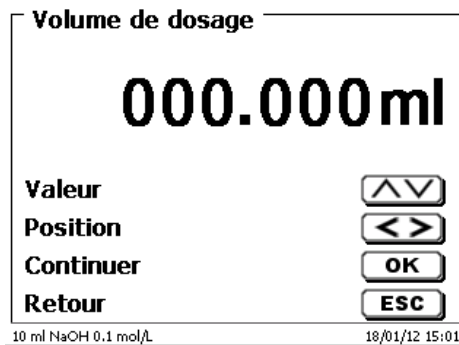 Volume de dosage
000.000ml
Valeur
Position < >
Continuer OK
Retour ESC
10 ml NaOH 0.1 mol/L 18/01/12 15:01